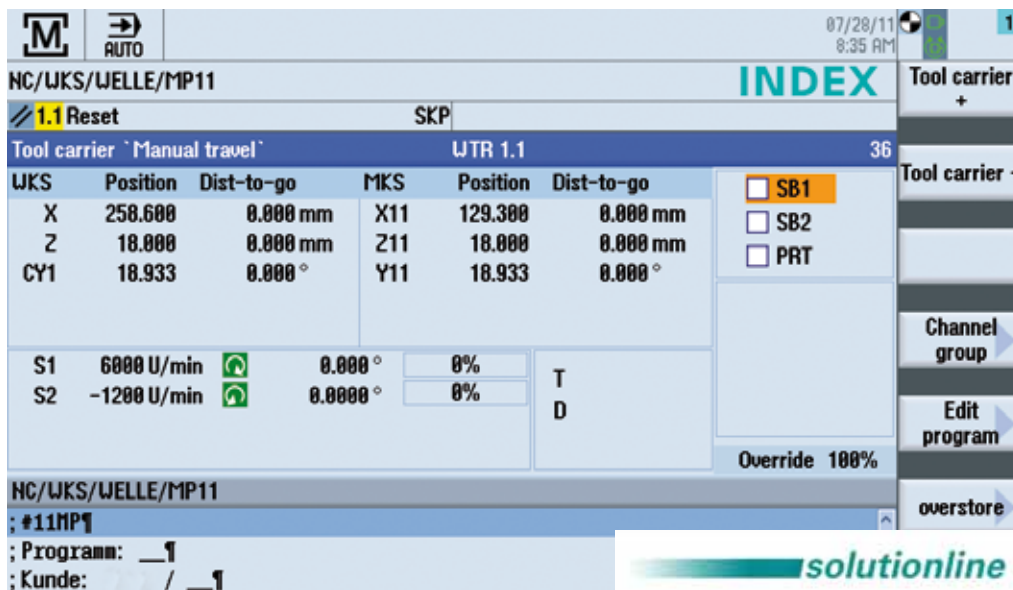 M AUTO 07/28/11 1
8:35 AM
NC/WKS/WELLE/MP11 INDEX
1.1 Reset SKP
Tool carrier `Manual travel` WTR 1.1 36
WKS Position Dist-to-go MKS Position Dist-to-go
X 258.600 0.000 mm X11 129.300 0.000 mm
Z 18.000 0.000 mm Z11 18.000 0.000 mm
CY1 18.933 0.000 ° Y11 18.933 0.000 °
SB1
SB2
PRT
S1 6000 U/min 0.000 ° 0%
S2 -1200 U/min 0.0000 ° 0%
T
D
Override 100%
NC/WKS/WELLE/MP11
; #11MP¶
; Programm: __¶
; Kunde: / __¶
Tool carrier
+
Tool carrier -
Channel
group
Edit
program
overstore
solutionline